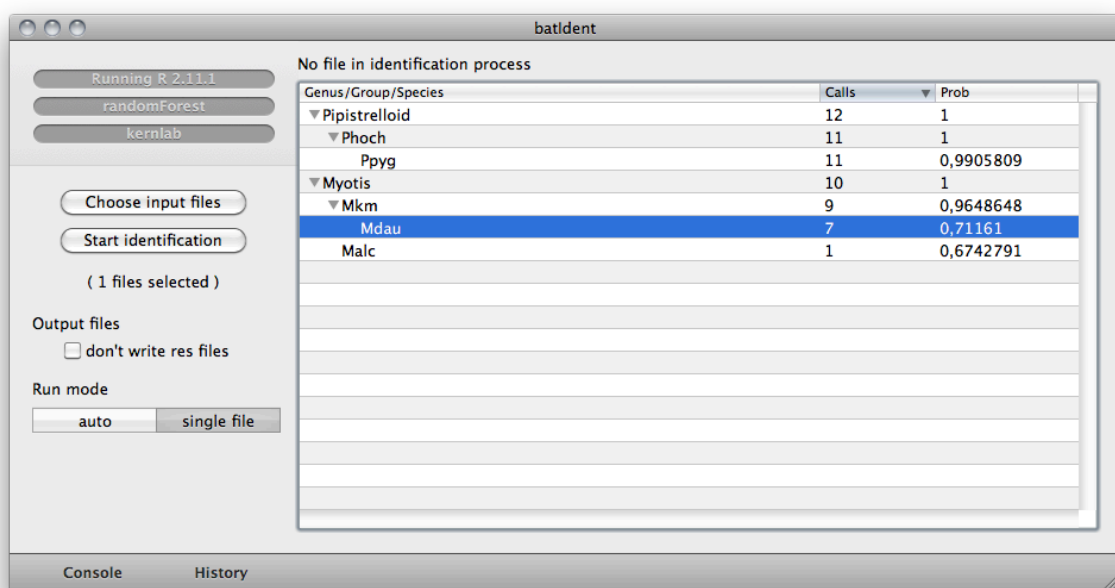 batIdent
Running R 2.11.1
randomForest
kernlab
Choose input files
Start identification
( 1 files selected )
Output files
don't write res files
Run mode
auto single file
No file in identification process
Genus/Group/Species Calls Prob
Pipistrelloid 12 1
Phoch 11 1
Ppyg 11 0,9905809
Myotis 10 1
Mkm 9 0,9648648
Mdau 7 0,71161
Malc 1 0,6742791
Console History